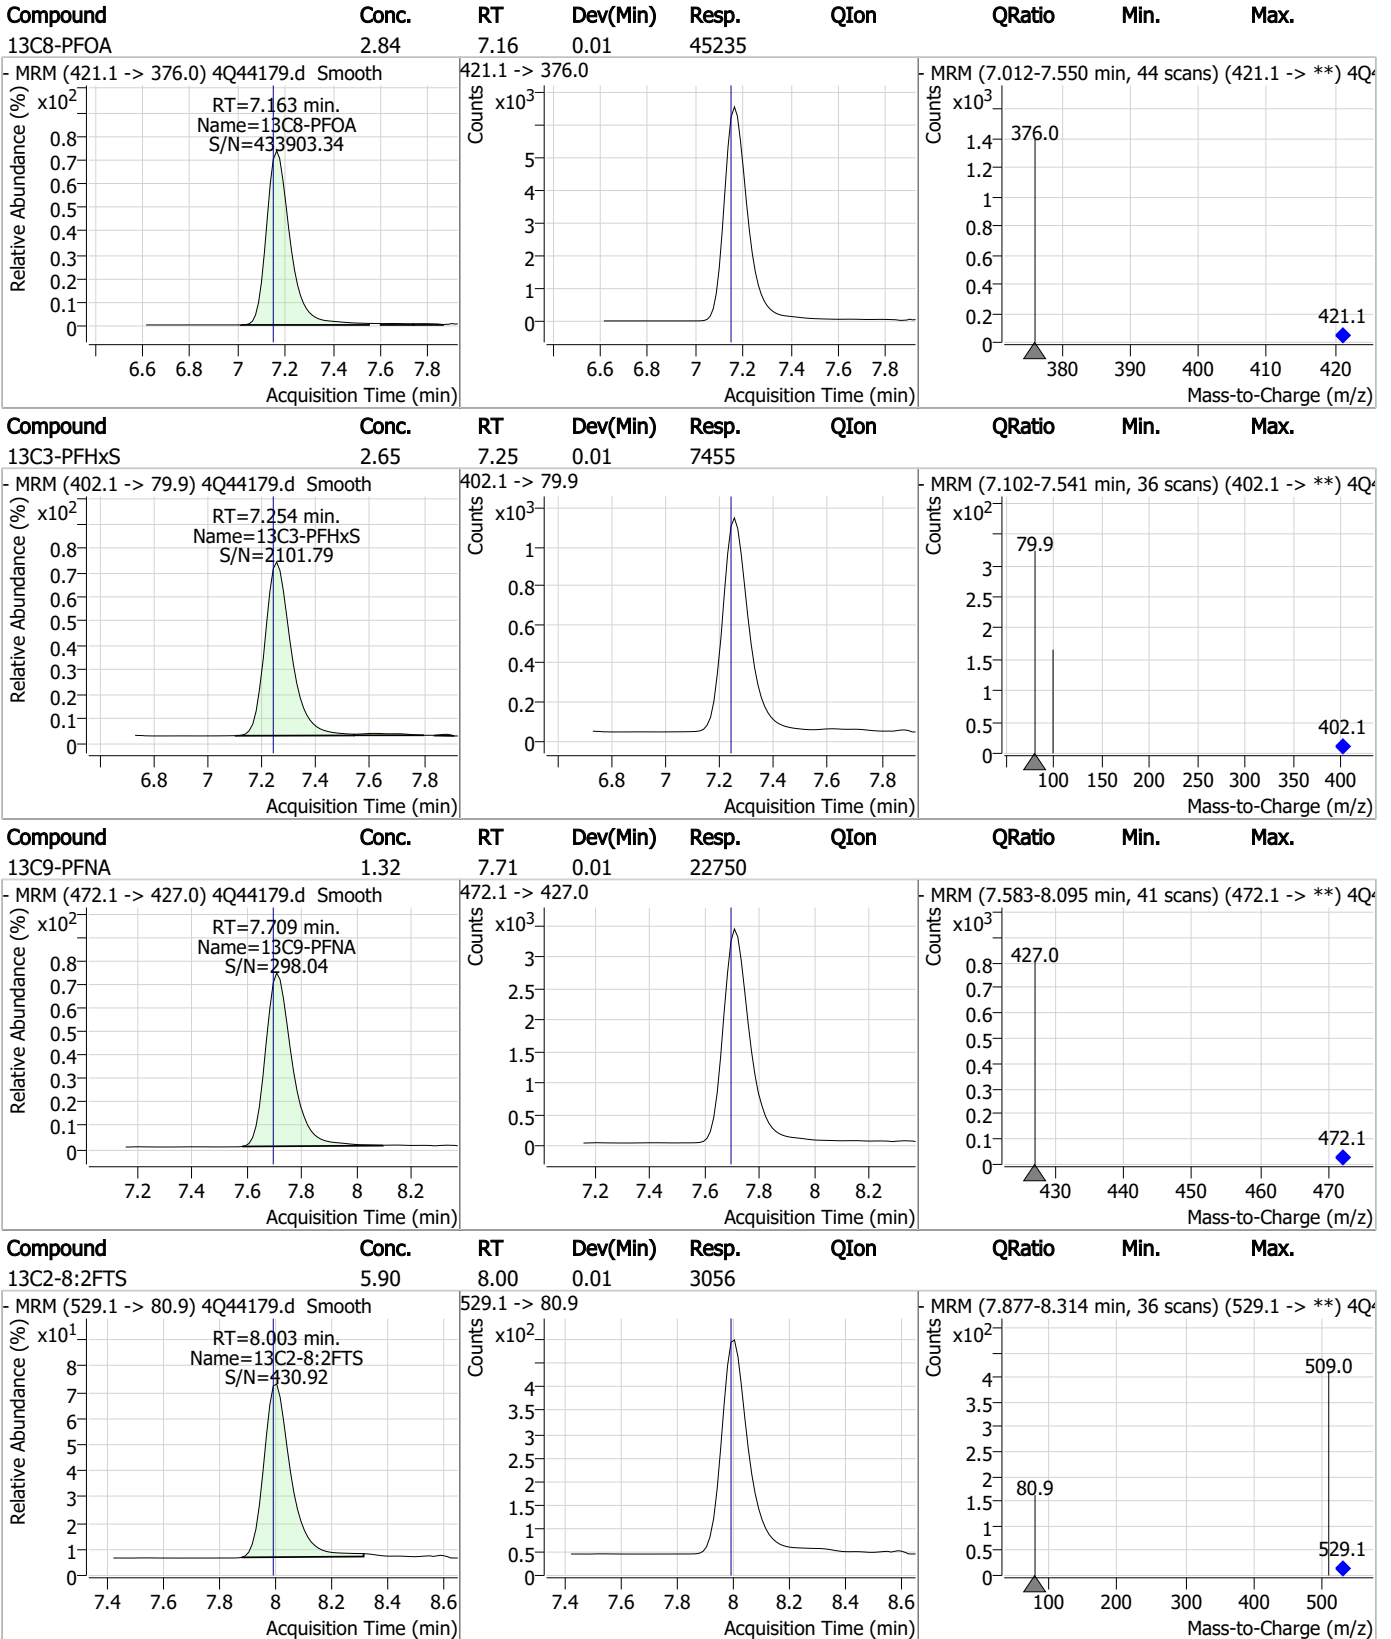 Compound Conc. RT Dev(Min) Resp. QIon QRatio Min. Max.
13C8-PFOA 2.84 7.16 0.01 45235
- MRM (421.1 -> 376.0) 4Q44179.d Smooth
RT=7.163 min.
Name=13C8-PFOA
S/N=433903.34
Relative Abundance (%)
x10²
0.8
0.7
0.6
0.5
0.4
0.3
0.2
0.1
0
6.6 6.8 7 7.2 7.4 7.6 7.8
Acquisition Time (min)
421.1 -> 376.0
Counts
x10³
5
4
3
2
1
0
6.6 6.8 7 7.2 7.4 7.6 7.8
Acquisition Time (min)
- MRM (7.012-7.550 min, 44 scans) (421.1 -> **) 4Q4
Counts
x10³
1.4
1.2
1
0.8
0.6
0.4
0.2
0
376.0
421.1
380 390 400 410 420
Mass-to-Charge (m/z)
Compound Conc. RT Dev(Min) Resp. QIon QRatio Min. Max.
13C3-PFHxS 2.65 7.25 0.01 7455
- MRM (402.1 -> 79.9) 4Q44179.d Smooth
RT=7.254 min.
Name=13C3-PFHxS
S/N=2101.79
Relative Abundance (%)
x10²
0.8
0.7
0.6
0.5
0.4
0.3
0.2
0.1
0
6.8 7 7.2 7.4 7.6 7.8
Acquisition Time (min)
402.1 -> 79.9
Counts
x10³
1
0.8
0.6
0.4
0.2
0
6.8 7 7.2 7.4 7.6 7.8
Acquisition Time (min)
- MRM (7.102-7.541 min, 36 scans) (402.1 -> **) 4Q4
Counts
x10²
3
2.5
2
1.5
1
0.5
0
79.9
402.1
100 150 200 250 300 350 400
Mass-to-Charge (m/z)
Compound Conc. RT Dev(Min) Resp. QIon QRatio Min. Max.
13C9-PFNA 1.32 7.71 0.01 22750
- MRM (472.1 -> 427.0) 4Q44179.d Smooth
RT=7.709 min.
Name=13C9-PFNA
S/N=298.04
Relative Abundance (%)
x10²
0.8
0.7
0.6
0.5
0.4
0.3
0.2
0.1
0
7.2 7.4 7.6 7.8 8 8.2
Acquisition Time (min)
472.1 -> 427.0
Counts
x10³
3
2.5
2
1.5
1
0.5
0
7.2 7.4 7.6 7.8 8 8.2
Acquisition Time (min)
- MRM (7.583-8.095 min, 41 scans) (472.1 -> **) 4Q4
Counts
x10³
0.8
0.7
0.6
0.5
0.4
0.3
0.2
0.1
0
427.0
472.1
430 440 450 460 470
Mass-to-Charge (m/z)
Compound Conc. RT Dev(Min) Resp. QIon QRatio Min. Max.
13C2-8:2FTS 5.90 8.00 0.01 3056
- MRM (529.1 -> 80.9) 4Q44179.d Smooth
RT=8.003 min.
Name=13C2-8:2FTS
S/N=430.92
Relative Abundance (%)
x10¹
8
7
6
5
4
3
2
1
0
7.4 7.6 7.8 8 8.2 8.4 8.6
Acquisition Time (min)
529.1 -> 80.9
Counts
x10²
4
3.5
3
2.5
2
1.5
1
0.5
0
7.4 7.6 7.8 8 8.2 8.4 8.6
Acquisition Time (min)
- MRM (7.877-8.314 min, 36 scans) (529.1 -> **) 4Q4
Counts
x10²
4
3.5
3
2.5
2
1.5
1
0.5
0
80.9
509.0
529.1
100 200 300 400 500
Mass-to-Charge (m/z)